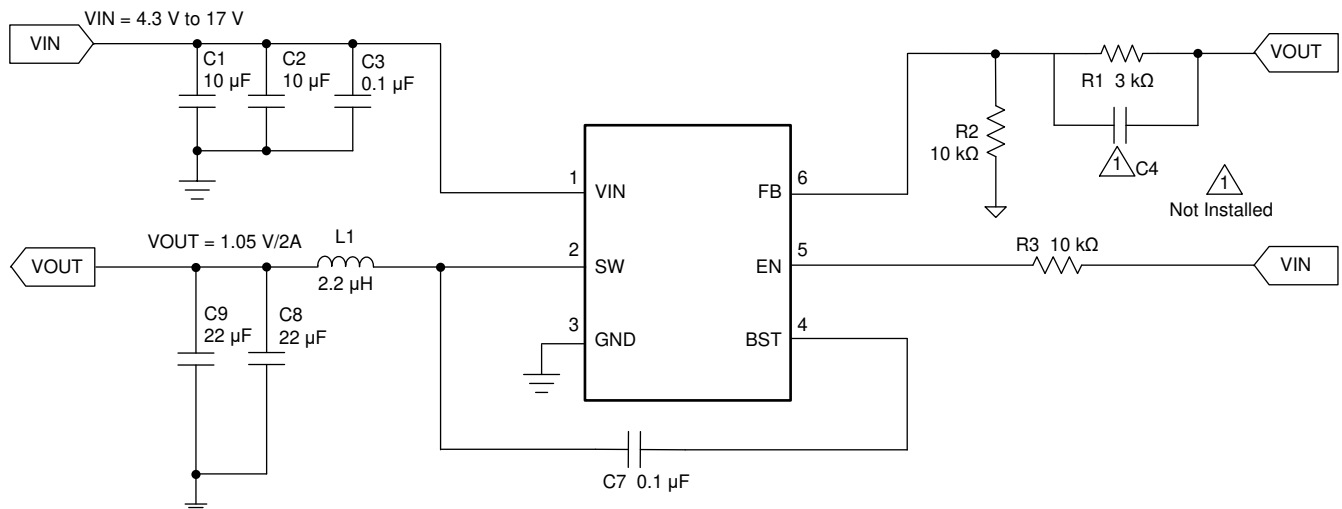 VIN = 4.3 V to 17 V
VIN
C1
10 µF
C2
10 µF
C3
0.1 µF
VOUT
R1 3 kΩ
R2
10 kΩ
1
C4
1
Not Installed
1
VIN
FB
6
VOUT = 1.05 V/2A
L1
2.2 µH
VOUT
2
SW
EN
5
R3 10 kΩ
VIN
C9
22 µF
C8
22 µF
3
GND
BST
4
C7 0.1 µF